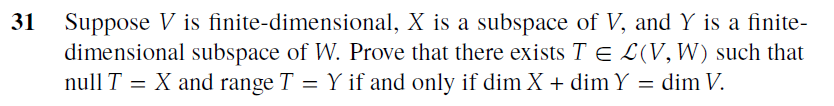 31 Suppose V is finite-dimensional, X is a subspace of V, and Y is a finite-
dimensional subspace of W. Prove that there exists T ∈ ℒ(V, W) such that
null T = X and range T = Y if and only if dim X + dim Y = dim V.